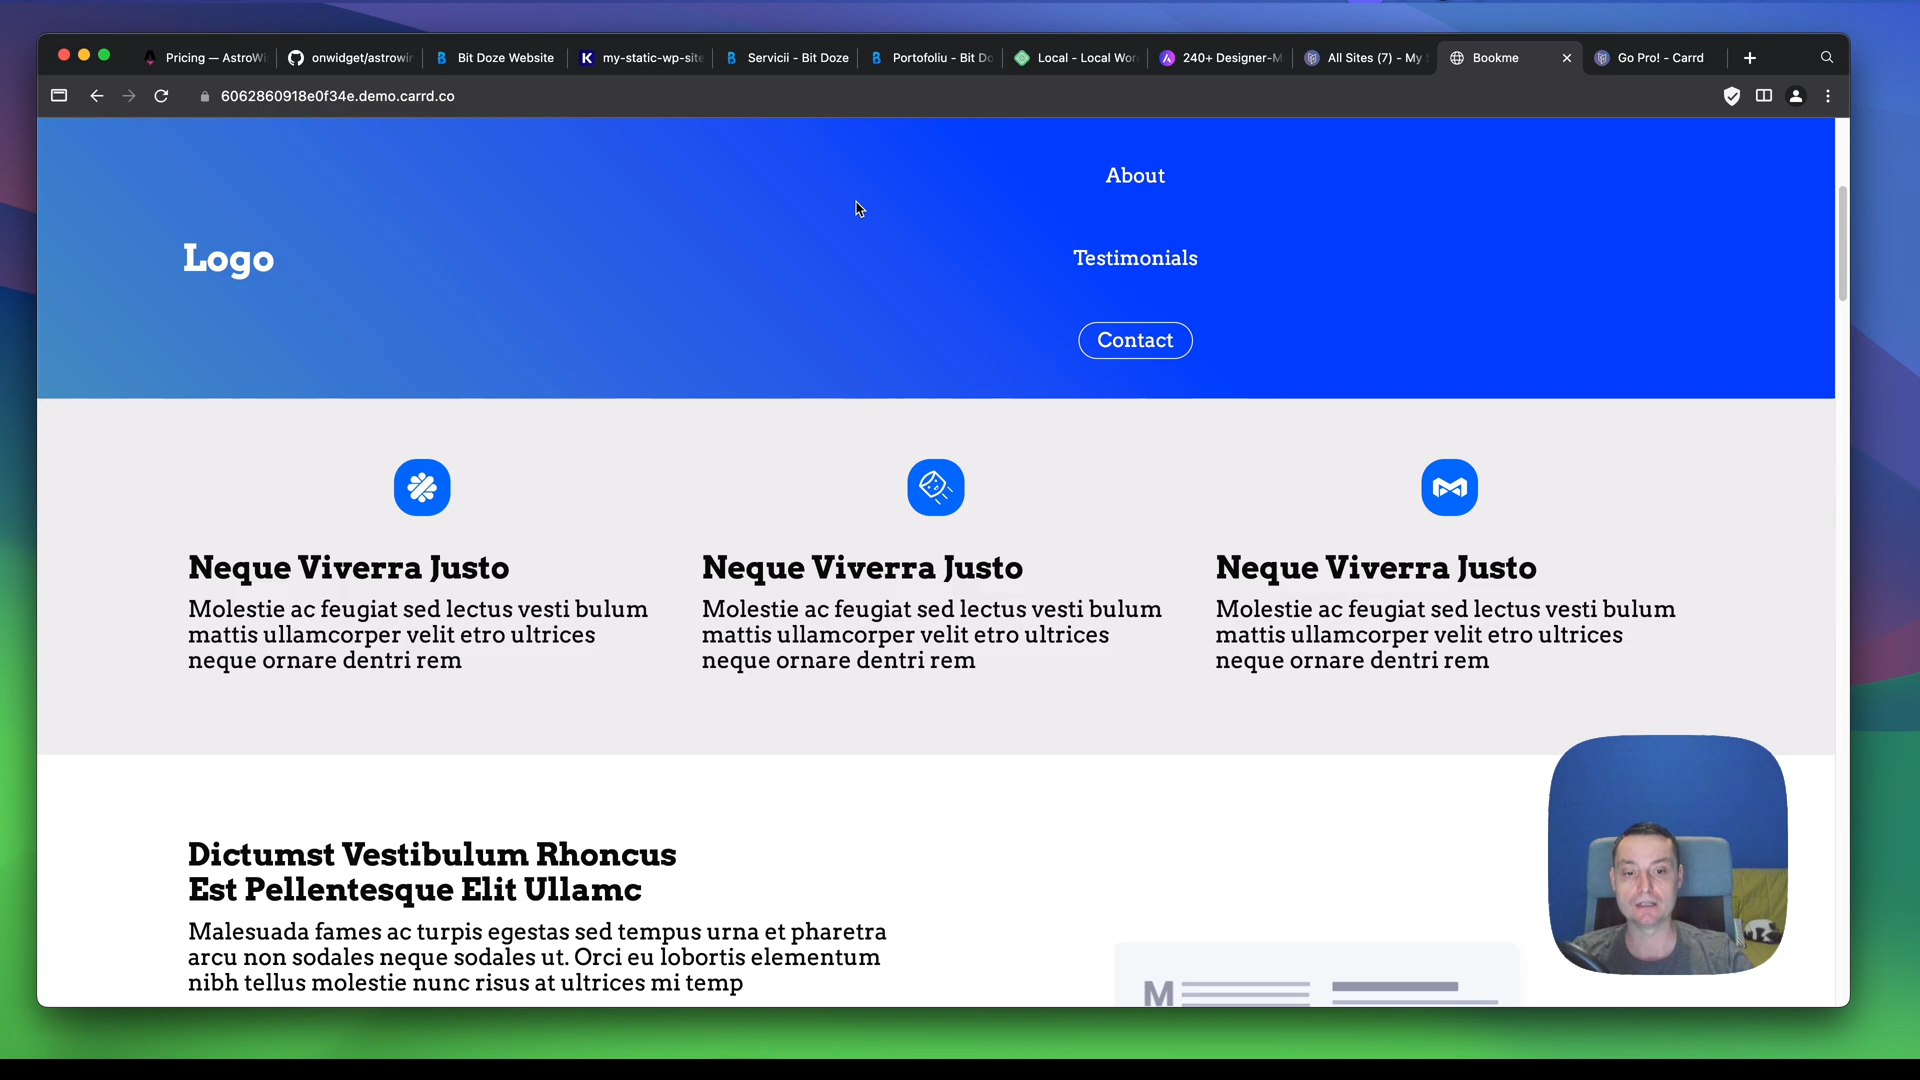 Pricing — AstroWi
onwidget/astrowin
Bit Doze Website
my-static-wp-site
Servicii - Bit Doze
Portofoliu - Bit Do
Local - Local Wor
240+ Designer-M
All Sites (7) - My S
Bookme
Go Pro! - Carrd
6062860918e0f34e.demo.carrd.co
About
Logo
Testimonials
Contact
Neque Viverra Justo
Molestie ac feugiat sed lectus vesti bulum
mattis ullamcorper velit etro ultrices
neque ornare dentri rem
Neque Viverra Justo
Molestie ac feugiat sed lectus vesti bulum
mattis ullamcorper velit etro ultrices
neque ornare dentri rem
Neque Viverra Justo
Molestie ac feugiat sed lectus vesti bulum
mattis ullamcorper velit etro ultrices
neque ornare dentri rem
Dictumst Vestibulum Rhoncus
Est Pellentesque Elit Ullamc
Malesuada fames ac turpis egestas sed tempus urna et pharetra
arcu non sodales neque sodales ut. Orci eu lobortis elementum
nibh tellus molestie nunc risus at ultrices mi temp
M